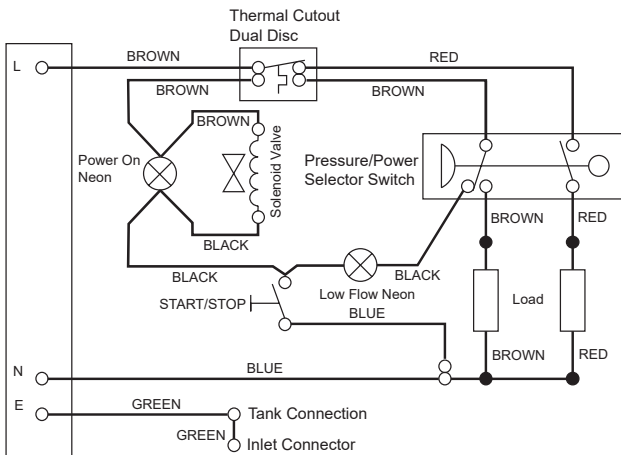 Thermal Cutout
Dual Disc
BROWN
RED
L
BROWN
BROWN
BROWN
Solenoid Valve
Power On
Neon
Pressure/Power
Selector Switch
BLACK
BROWN
RED
BLACK
BLACK
Low Flow Neon
START/STOP
BLUE
Load
N
BLUE
BROWN
RED
E
GREEN
Tank Connection
GREEN
Inlet Connector